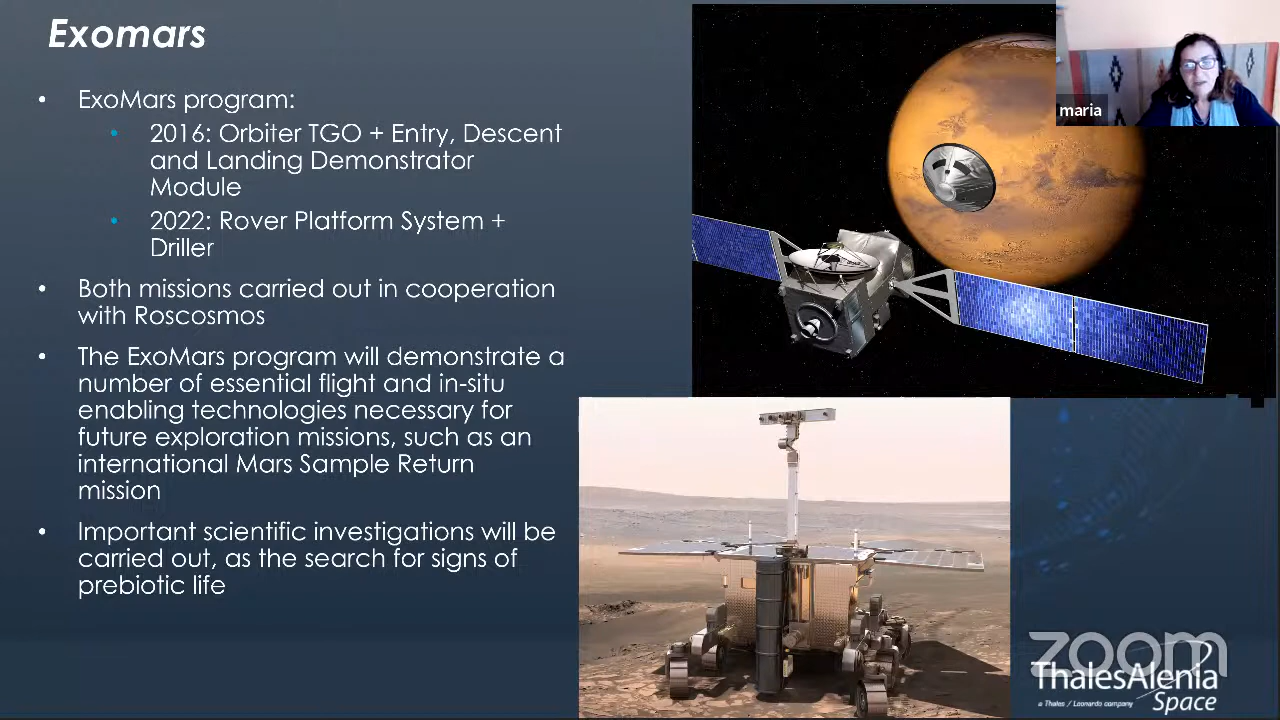 Exomars
• ExoMars program:
• 2016: Orbiter TGO + Entry, Descent
and Landing Demonstrator
Module
• 2022: Rover Platform System +
Driller
• Both missions carried out in cooperation
with Roscosmos
• The ExoMars program will demonstrate a
number of essential flight and in-situ
enabling technologies necessary for
future exploration missions, such as an
international Mars Sample Return
mission
• Important scientific investigations will be
carried out, as the search for signs of
prebiotic life
maria
zoom
ThalesAlenia
a Thales / Leonardo company
Space